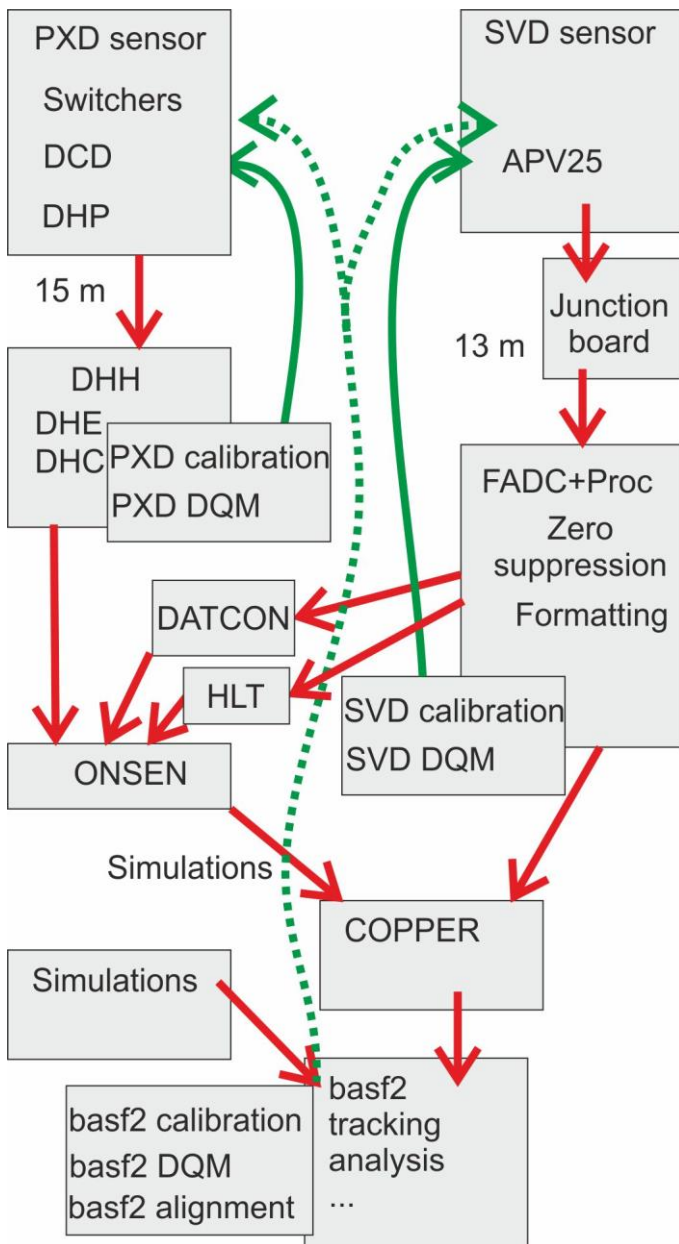 PXD sensor
Switchers
DCD
DHP
SVD sensor
APV25
15 m
Junction
board
13 m
DHH
DHE
DHC
PXD calibration
PXD DQM
FADC+Proc
Zero
suppression
Formatting
DATCON
HLT
SVD calibration
SVD DQM
ONSEN
Simulations
COPPER
Simulations
basf2 calibration
basf2 DQM
basf2 alignment
basf2
tracking
analysis
...